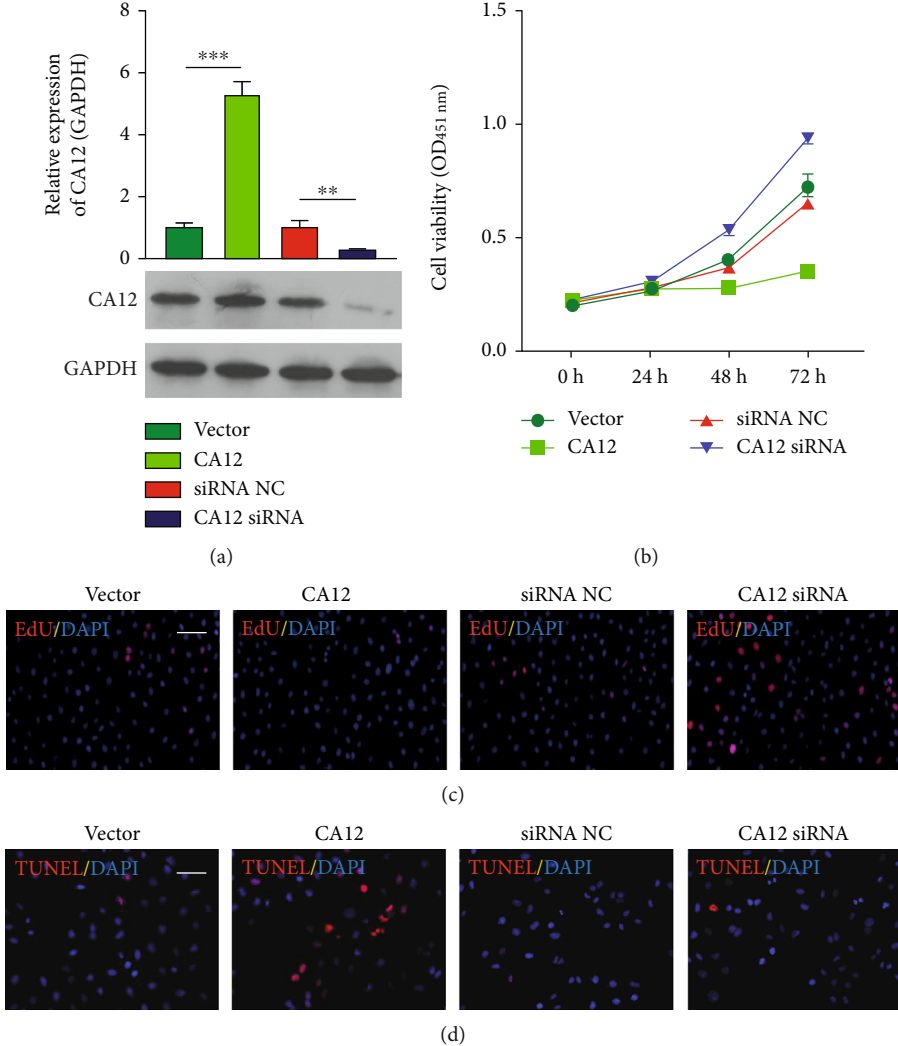 Relative expression
of CA12 (GAPDH)
8
6
4
2
0
***
**
CA12
GAPDH
Vector
CA12
siRNA NC
CA12 siRNA
(a)
Cell viability (OD451 nm)
1.5
1.0
0.5
0.0
0 h 24 h 48 h 72 h
Vector siRNA NC
CA12 CA12 siRNA
(b)
Vector CA12 siRNA NC CA12 siRNA
EdU/DAPI EdU/DAPI EdU/DAPI EdU/DAPI
(c)
Vector CA12 siRNA NC CA12 siRNA
TUNEL/DAPI TUNEL/DAPI TUNEL/DAPI TUNEL/DAPI
(d)